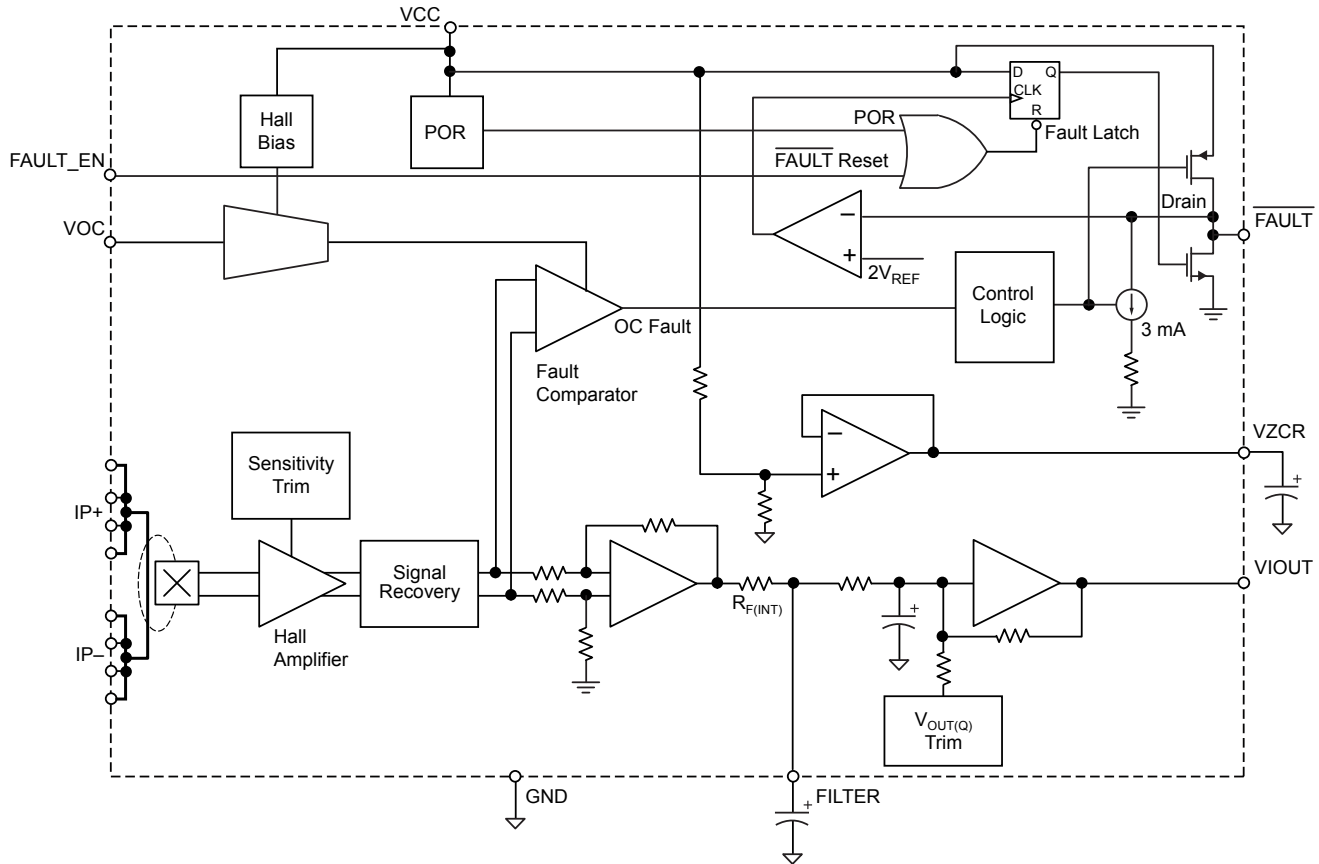 VCC
Hall
Bias
POR
D
Q
CLK
R
POR
Fault Latch
FAULT_EN
FAULT Reset
Drain
FAULT
VOC
−
+
2VREF
Control
Logic
3 mA
OC Fault
Fault
Comparator
Sensitivity
Trim
−
+
VZCR
+
IP+
Signal
Recovery
Hall
Amplifier
RF(INT)
+
VIOUT
IP–
VOUT(Q)
Trim
GND
FILTER
+